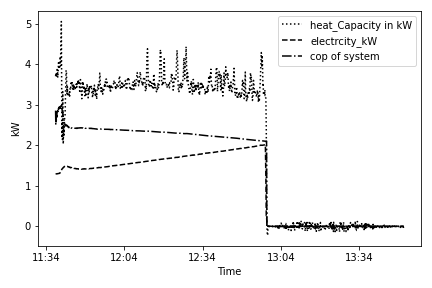 heat_Capacity in kW
electrcity_kW
cop of system
5
4
3
2
1
0
kW
11:34
12:04
12:34
13:04
13:34
Time